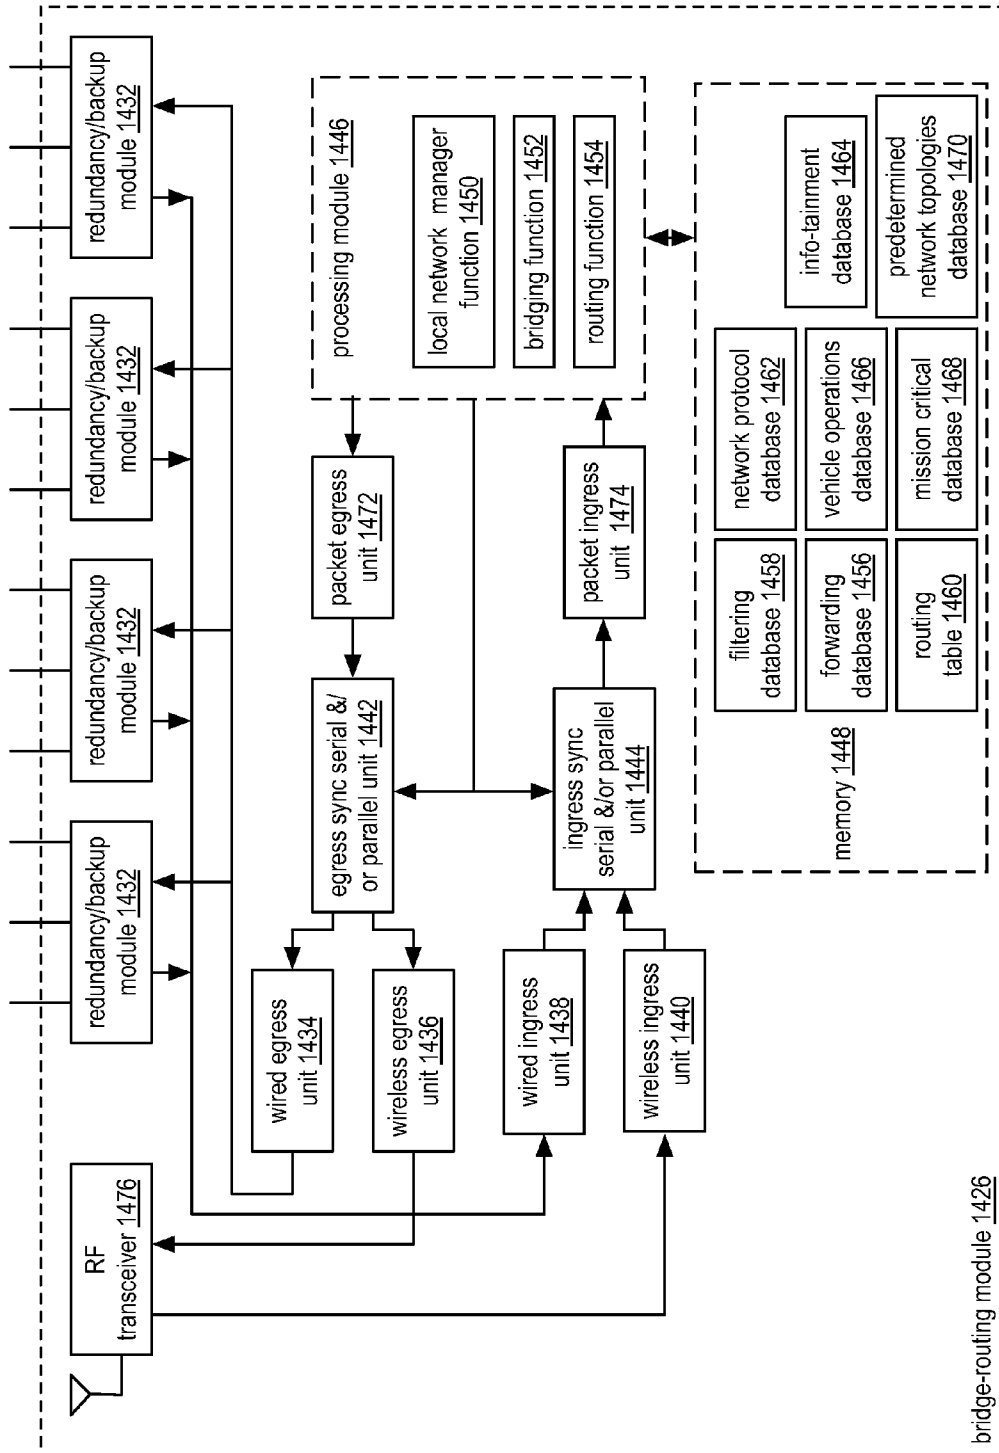 RF
transceiver 1476
redundancy/backup
module 1432
redundancy/backup
module 1432
redundancy/backup
module 1432
redundancy/backup
module 1432
wired egress
unit 1434
wireless egress
unit 1436
egress sync serial &/
or parallel unit 1442
packet egress
unit 1472
processing module 1446
local network manager
function 1450
bridging function 1452
routing function 1454
wired ingress
unit 1438
wireless ingress
unit 1440
ingress sync
serial &/or parallel
unit 1444
packet ingress
unit 1474
memory 1448
filtering
database 1458
network protocol
database 1462
info-tainment
database 1464
forwarding
database 1456
vehicle operations
database 1466
predetermined
network topologies
database 1470
routing
table 1460
mission critical
database 1468
bridge-routing module 1426